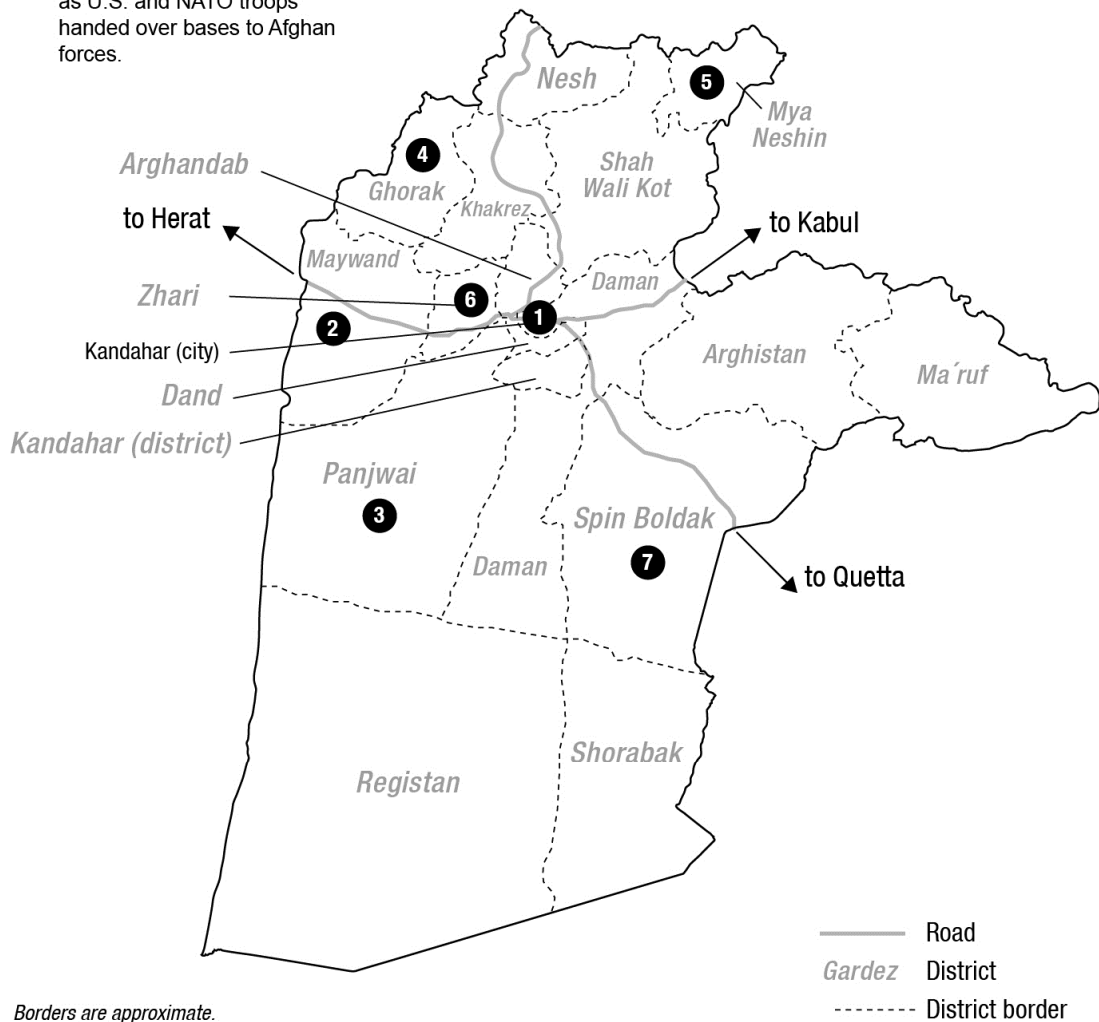 as U.S. and NATO troops
handed over bases to Afghan
forces.
Nesh
5
Mya
Neshin
4
Arghandab
Shah
Wali Kot
Ghorak
Khakrez
to Herat
to Kabul
Maywand
Daman
Zhari
6
1
2
Kandahar (city)
Arghistan
Ma´ruf
Dand
Kandahar (district)
Panjwai
3
Spin Boldak
Daman
7
to Quetta
Shorabak
Registan
Road
Gardez District
District border
Borders are approximate.